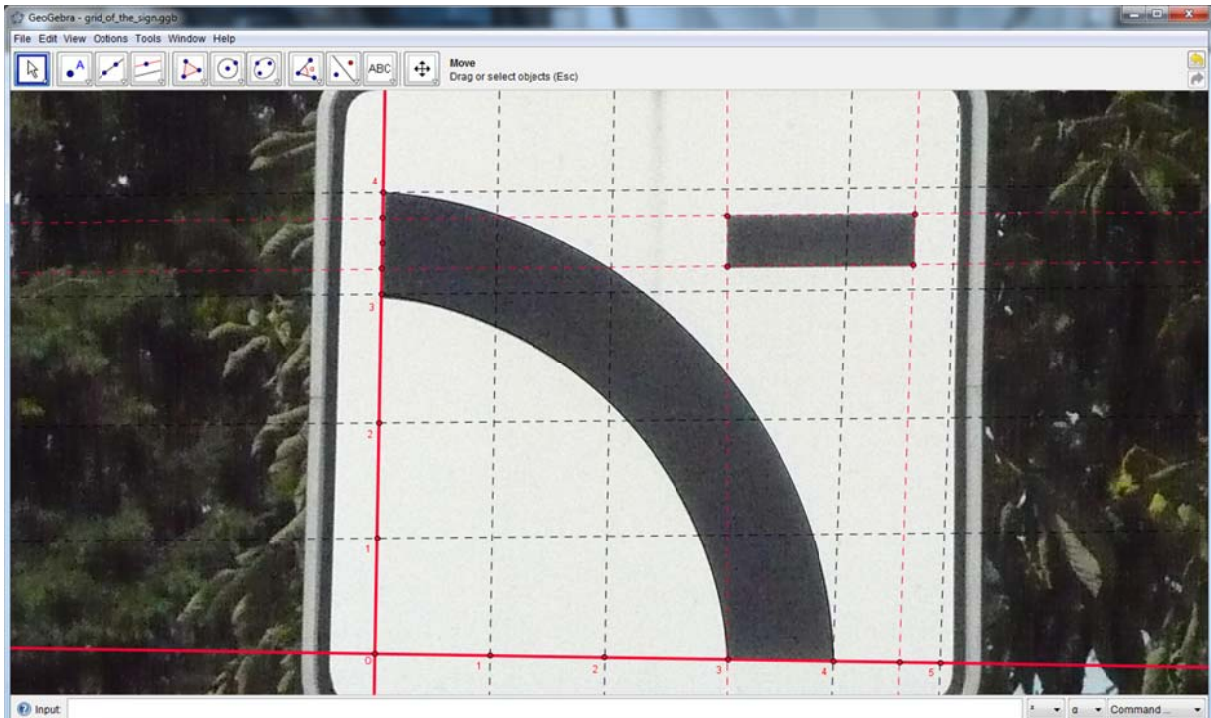 GeoGebra - grid_of_the_sign.ggb
File Edit View Options Tools Window Help
A
ABC
Move
Drag or select objects (Esc)
4
3
2
1
0
1
2
3
4
5
Input:
α
Command ...